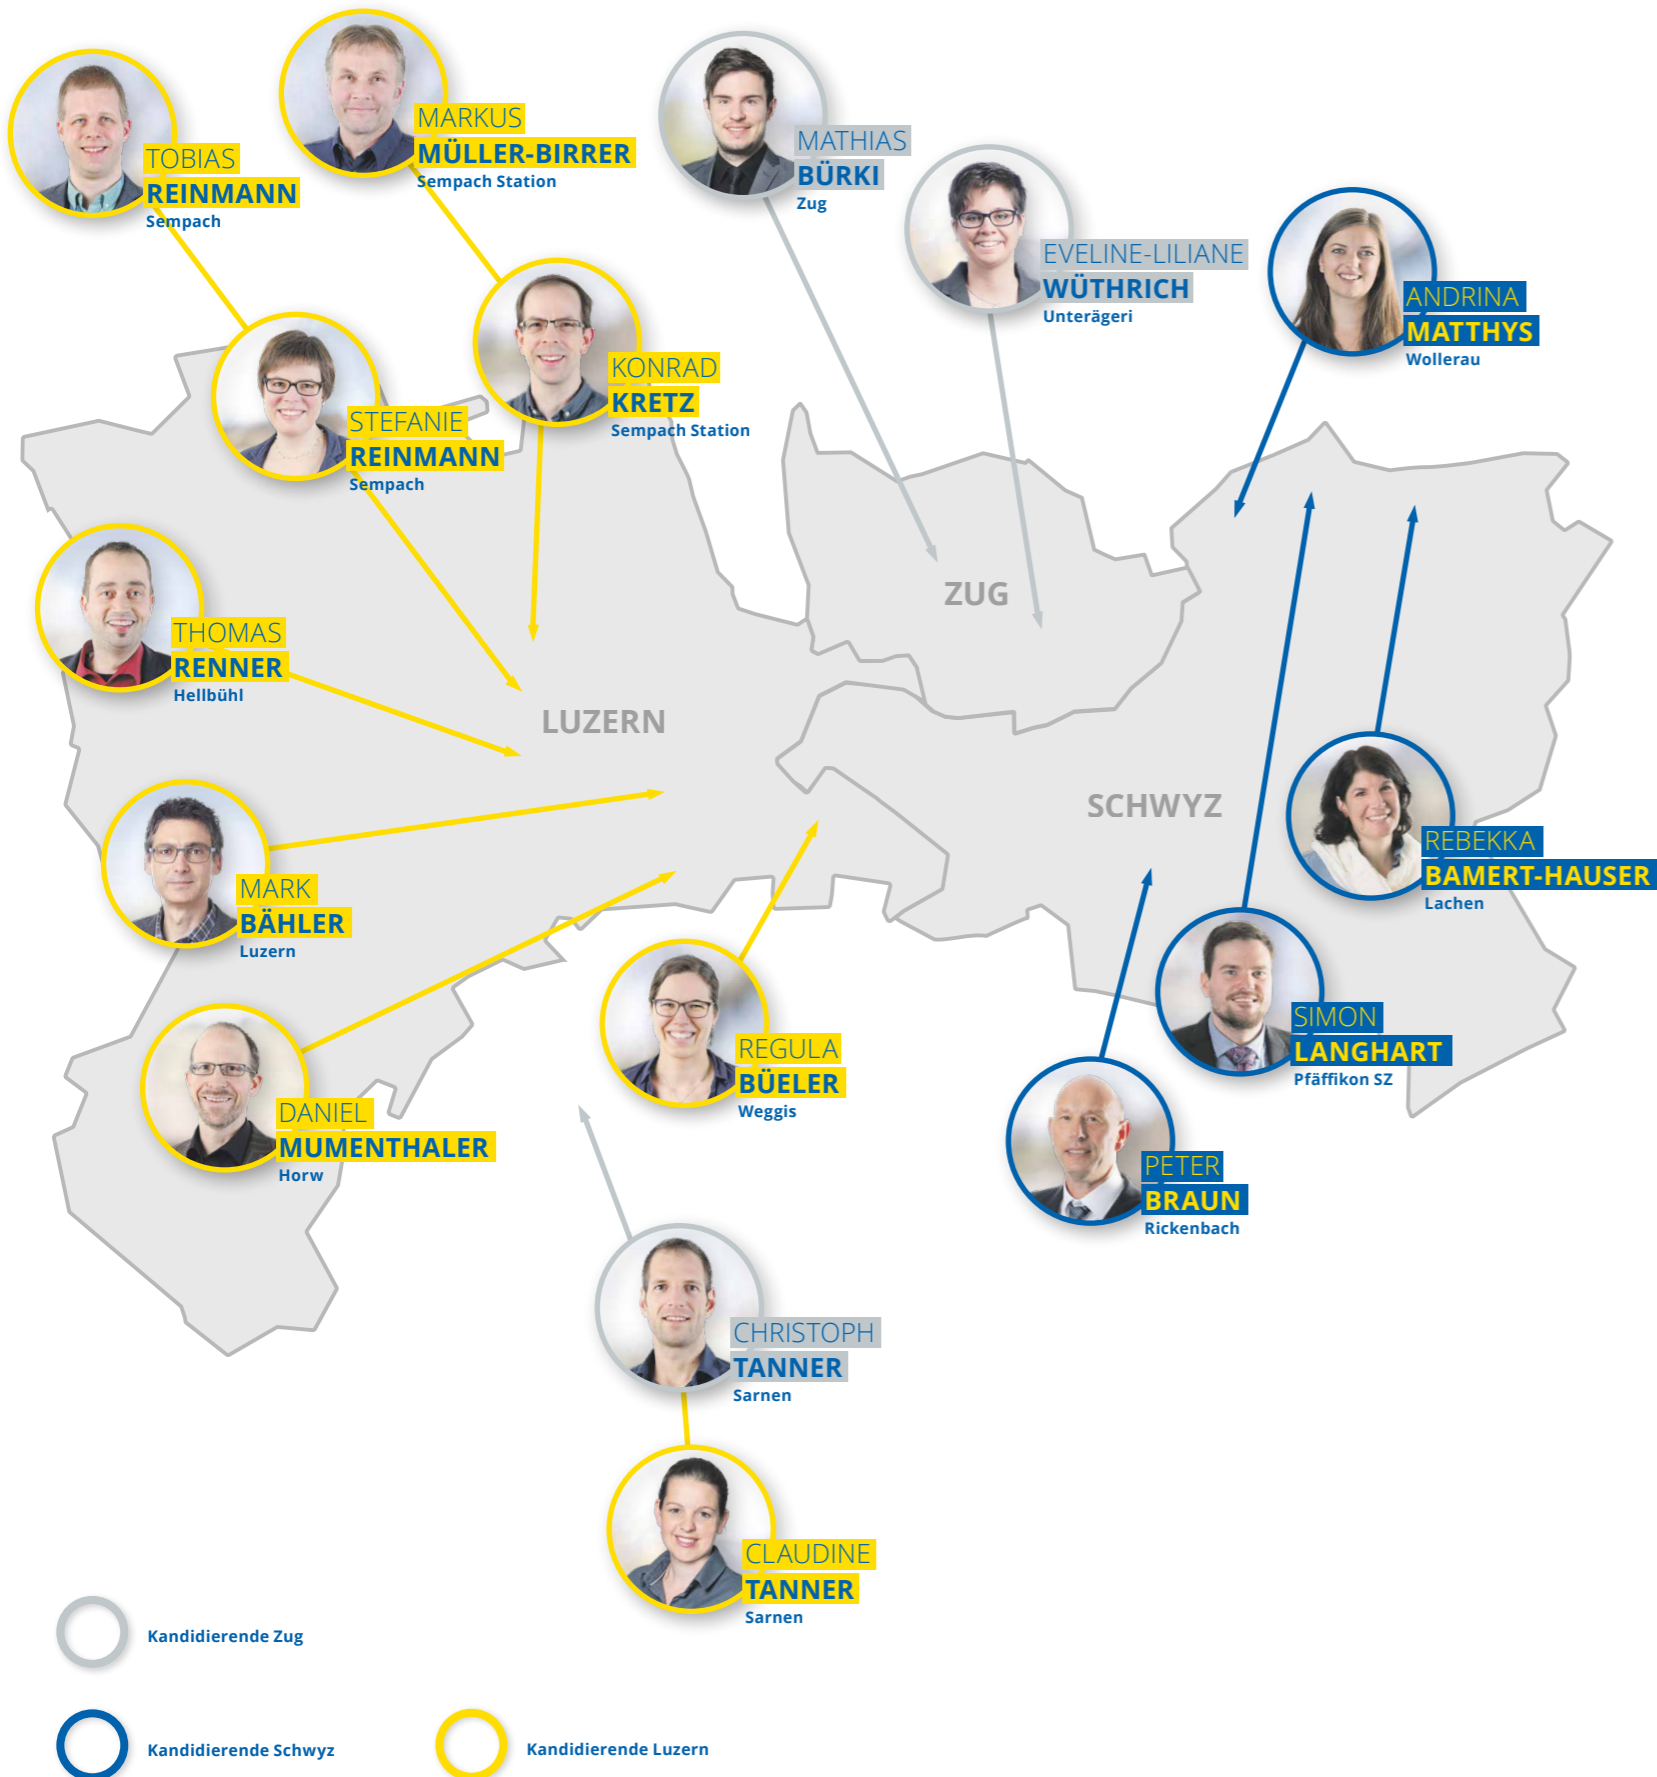 MARKUS
MÜLLER-BIRRER
Sempach Station
TOBIAS
REINMANN
Sempach
MATHIAS
BÜRKI
Zug
EVELINE-LILIANE
WÜTHRICH
Unterägeri
ANDRINA
MATTHYS
Wollerau
KONRAD
KRETZ
Sempach Station
STEFANIE
REINMANN
Sempach
ZUG
THOMAS
RENNER
Hellbühl
LUZERN
SCHWYZ
REBEKKA
BAMERT-HAUSER
Lachen
MARK
BÄHLER
Luzern
SIMON
LANGHART
Pfäffikon SZ
REGULA
BÜELER
Weggis
DANIEL
MUMENTHALER
Horw
PETER
BRAUN
Rickenbach
CHRISTOPH
TANNER
Sarnen
CLAUDINE
TANNER
Sarnen
Kandidierende Zug
Kandidierende Schwyz
Kandidierende Luzern